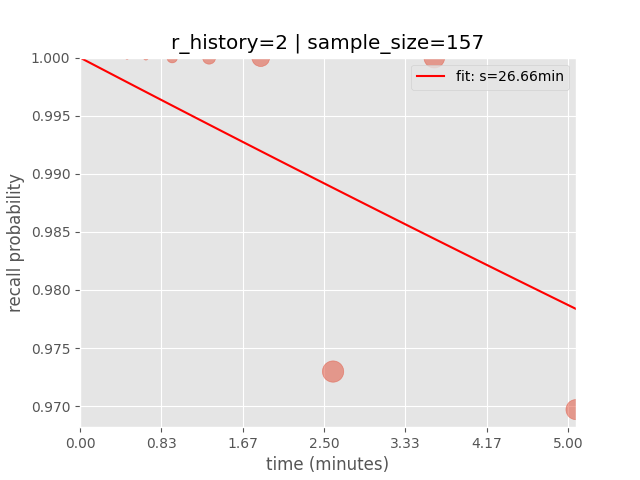 r_history=2 | sample_size=157
fit: s=26.66min
recall probability
1.000
0.995
0.990
0.985
0.980
0.975
0.970
0.00 0.83 1.67 2.50 3.33 4.17 5.00
time (minutes)